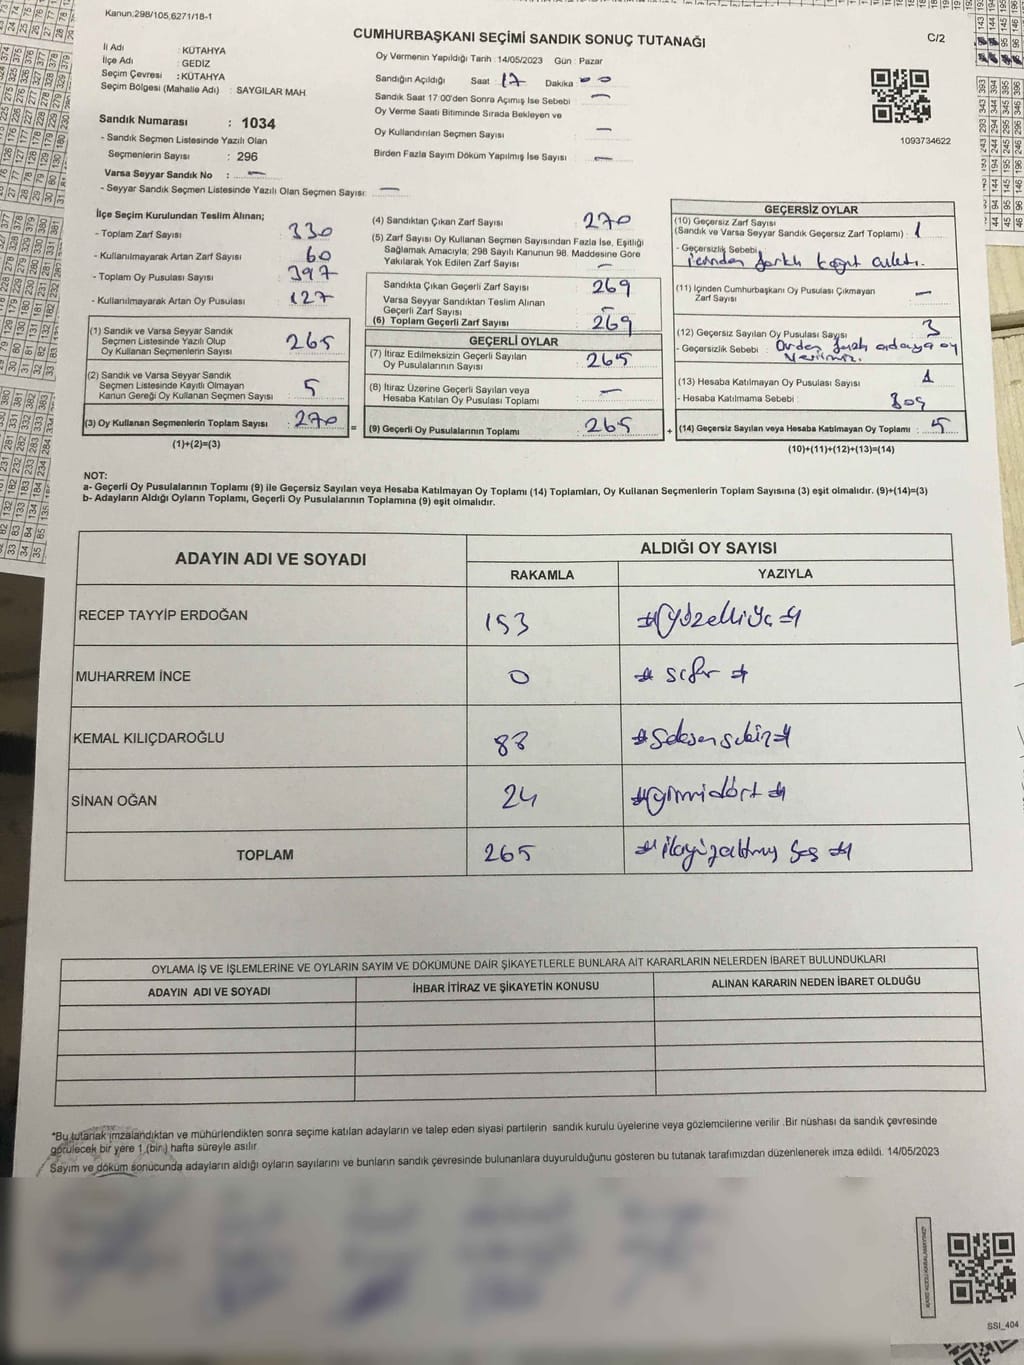 Kanun,298/105,6271/18-1
CUMHURBAŞKANI SEÇİMİ SANDIK SONUÇ TUTANAĞI
C/2
İl Adı : KÜTAHYA
İlçe Adı : GEDİZ
Seçim Çevresi : KÜTAHYA
Seçim Bölgesi (Mahalle Adı) : SAYGILAR MAH.
Sandık Numarası : 1034
- Sandık Seçmen Listesinde Yazılı Olan
Seçmenlerin Sayısı : 296
Varsa Seyyar Sandık No : —
- Seyyar Sandık Seçmen Listesinde Yazılı Olan Seçmen Sayısı: —
Oy Vermenin Yapıldığı Tarih :14/05/2023 Gün : Pazar
Sandığın Açıldığı Saat : 17 Dakika 00
Sandık Saat 17:00'den Sonra Açımış İse Sebebi —
Oy Verme Saati Bitiminde Sırada Bekleyen ve
Oy Kullandırılan Seçmen Sayısı —
Birden Fazla Sayım Döküm Yapılmış İse Sayısı —
1093734622
İlçe Seçim Kurulundan Teslim Alınan;
- Toplam Zarf Sayısı : 330
- Kullanılmayarak Artan Zarf Sayısı : 60
- Toplam Oy Pusulası Sayısı : 397
- Kullanılmayarak Artan Oy Pusulası : 127
(1) Sandık ve Varsa Seyyar Sandık
Seçmen Listesinde Yazılı Olup
Oy Kullanan Seçmenlerin Sayısı : 265
(2) Sandık ve Varsa Seyyar Sandık
Seçmen Listesinde Kayıtlı Olmayan
Kanun Gereği Oy Kullanan Seçmen Sayısı : 5
(3) Oy Kullanan Seçmenlerin Toplam Sayısı : 270
(1)+(2)=(3)
(4) Sandıktan Çıkan Zarf Sayısı : 270
(5) Zarf Sayısı Oy Kullanan Seçmen Sayısından Fazla İse, Eşitliği
Sağlamak Amacıyla; 298 Sayılı Kanunun 98. Maddesine Göre
Yakılarak Yok Edilen Zarf Sayısı : —
Sandıkta Çıkan Geçerli Zarf Sayısı : 269
Varsa Seyyar Sandıktan Teslim Alınan
Geçerli Zarf Sayısı : —
(6) Toplam Geçerli Zarf Sayısı : 269
GEÇERLİ OYLAR
(7) İtiraz Edilmeksizin Geçerli Sayılan
Oy Pusulalarının Sayısı : 265
(8) İtiraz Üzerine Geçerli Sayılan veya
Hesaba Katılan Oy Pusulası Toplamı : —
= (9) Geçerli Oy Pusulalarının Toplamı : 265 +
GEÇERSİZ OYLAR
(10) Geçersiz Zarf Sayısı
(Sandık ve Varsa Seyyar Sandık Geçersiz Zarf Toplamı) : 1
- Geçersizlik Sebebi :
içinden farklı kağıt çıktı.
(11) İçinden Cumhurbaşkanı Oy Pusulası Çıkmayan
Zarf Sayısı : —
(12) Geçersiz Sayılan Oy Pusulası Sayısı : 3
- Geçersizlik Sebebi : Birden fazla adaya oy
verilmiş.
(13) Hesaba Katılmayan Oy Pusulası Sayısı : 1
- Hesaba Katılmama Sebebi : Boş
(14) Geçersiz Sayılan veya Hesaba Katılmayan Oy Toplamı : 5
(10)+(11)+(12)+(13)=(14)
NOT:
a- Geçerli Oy Pusulalarının Toplamı (9) ile Geçersiz Sayılan veya Hesaba Katılmayan Oy Toplamı (14) Toplamları, Oy Kullanan Seçmenlerin Toplam Sayısına (3) eşit olmalıdır. (9)+(14)=(3)
b- Adayların Aldığı Oyların Toplamı, Geçerli Oy Pusulalarının Toplamına (9) eşit olmalıdır.
ADAYIN ADI VE SOYADI
ALDIĞI OY SAYISI
RAKAMLA YAZIYLA
RECEP TAYYİP ERDOĞAN 153 #Yüzelliüç#
MUHARREM İNCE 0 # sıfır #
KEMAL KILIÇDAROĞLU 88 #Seksensekiz#
SİNAN OĞAN 24 #yirmidört#
TOPLAM 265 #ikiyüzaltmış beş #
OYLAMA İŞ VE İŞLEMLERİNE VE OYLARIN SAYIM VE DÖKÜMÜNE DAİR ŞİKAYETLERLE BUNLARA AİT KARARLARIN NELERDEN İBARET BULUNDUKLARI
ADAYIN ADI VE SOYADI İHBAR İTİRAZ VE ŞİKAYETİN KONUSU ALINAN KARARIN NEDEN İBARET OLDUĞU
*Bu tutanak imzalandıktan ve mühürlendikten sonra seçime katılan adayların ve talep eden siyasi partilerin sandık kurulu üyelerine veya gözlemcilerine verilir .Bir nüshası da sandık çevresinde
görülecek bir yere 1 (bir ) hafta süreyle asılır.
Sayım ve döküm sonucunda adayların aldığı oyların sayılarını ve bunların sandık çevresinde bulunanlara duyurulduğunu gösteren bu tutanak tarafımızdan düzenlenerek imza edildi. 14/05/2023
SSI_404